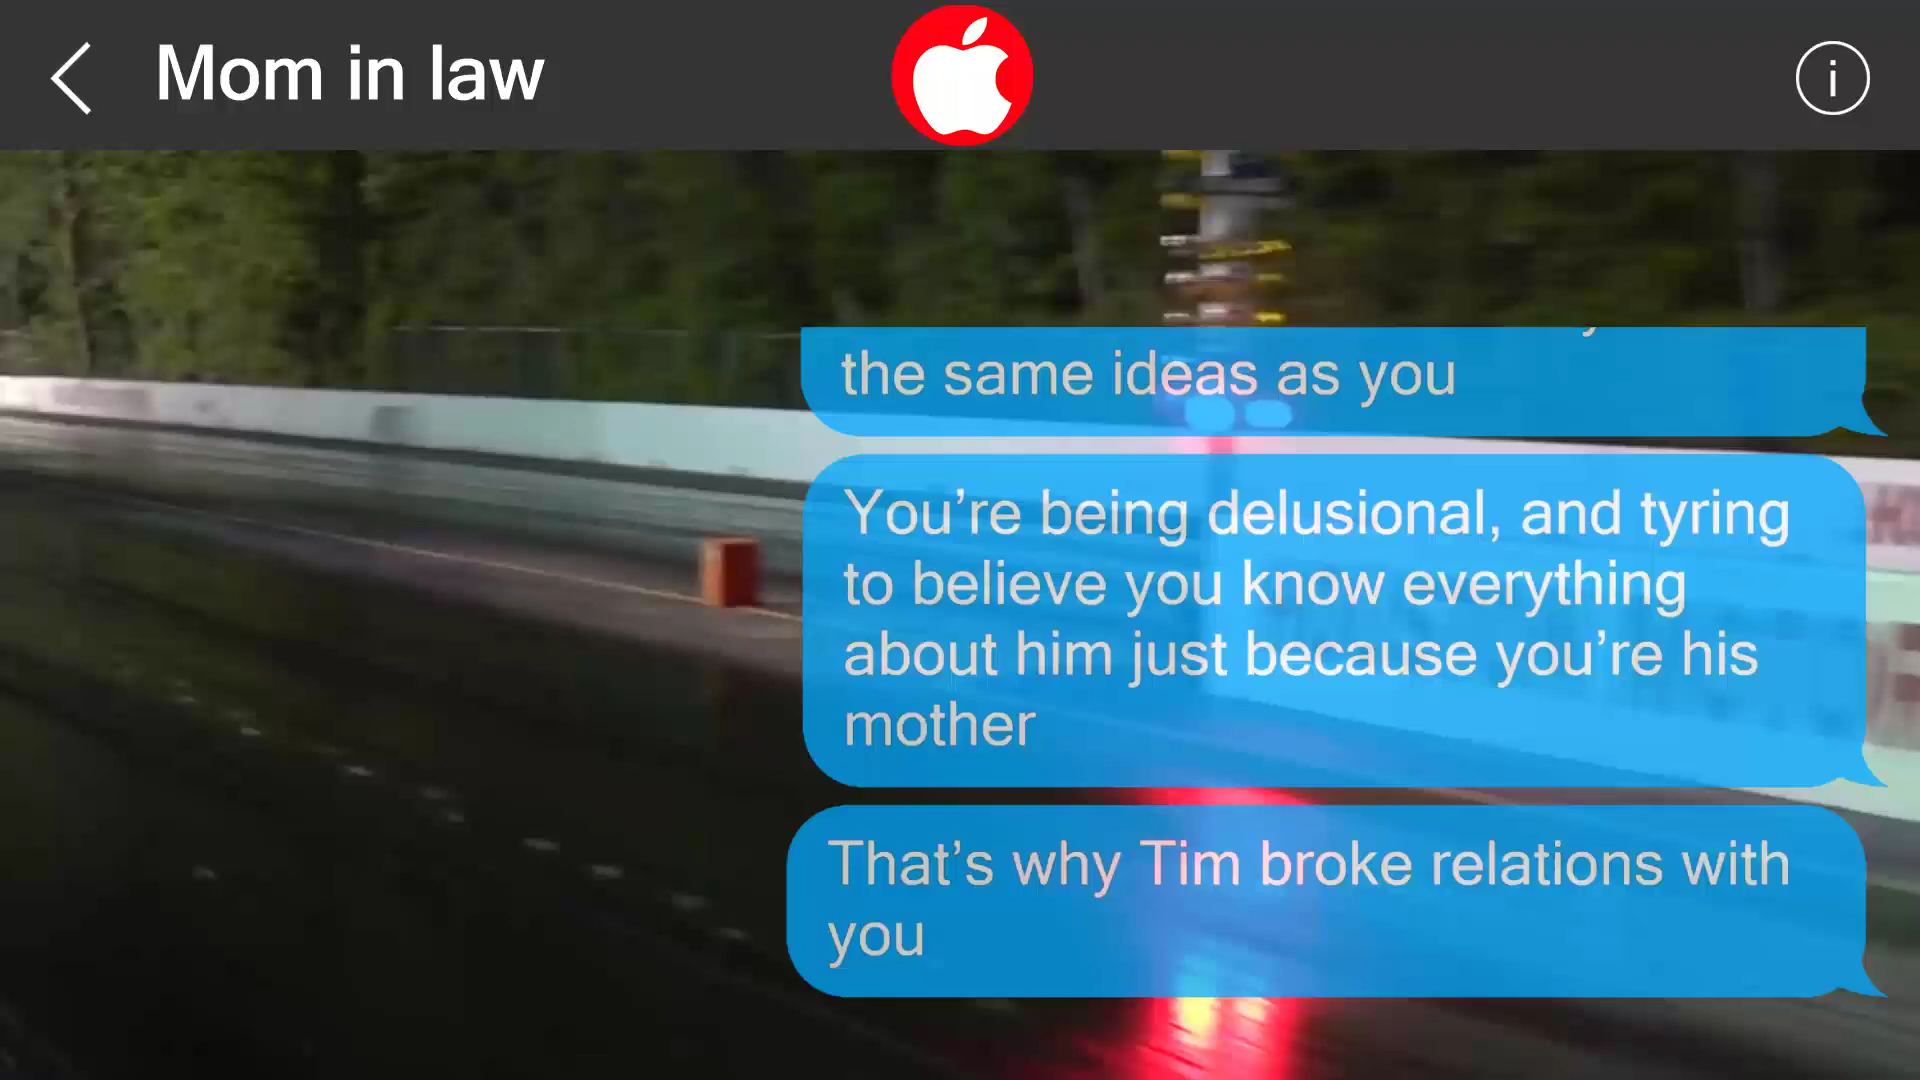 Mom in law
i
the same ideas as you
You’re being delusional, and tyring
to believe you know everything
about him just because you’re his
mother
That’s why Tim broke relations with
you